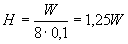 H = W / (8 · 0,1) = 1,25W